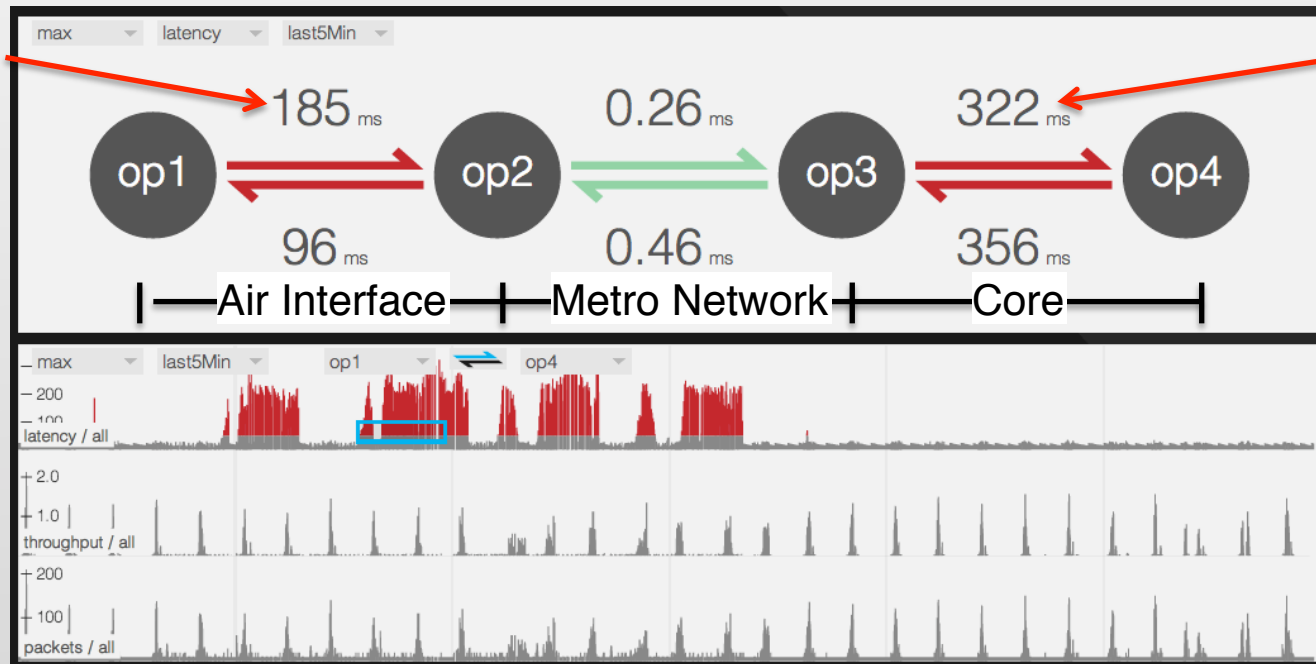 max latency last5Min
185 ms 0.26 ms 322 ms
op1 op2 op3 op4
96 ms 0.46 ms 356 ms
Air Interface Metro Network Core
max last5Min op1 op4
200
100
latency / all
2.0
1.0
throughput / all
200
100
packets / all